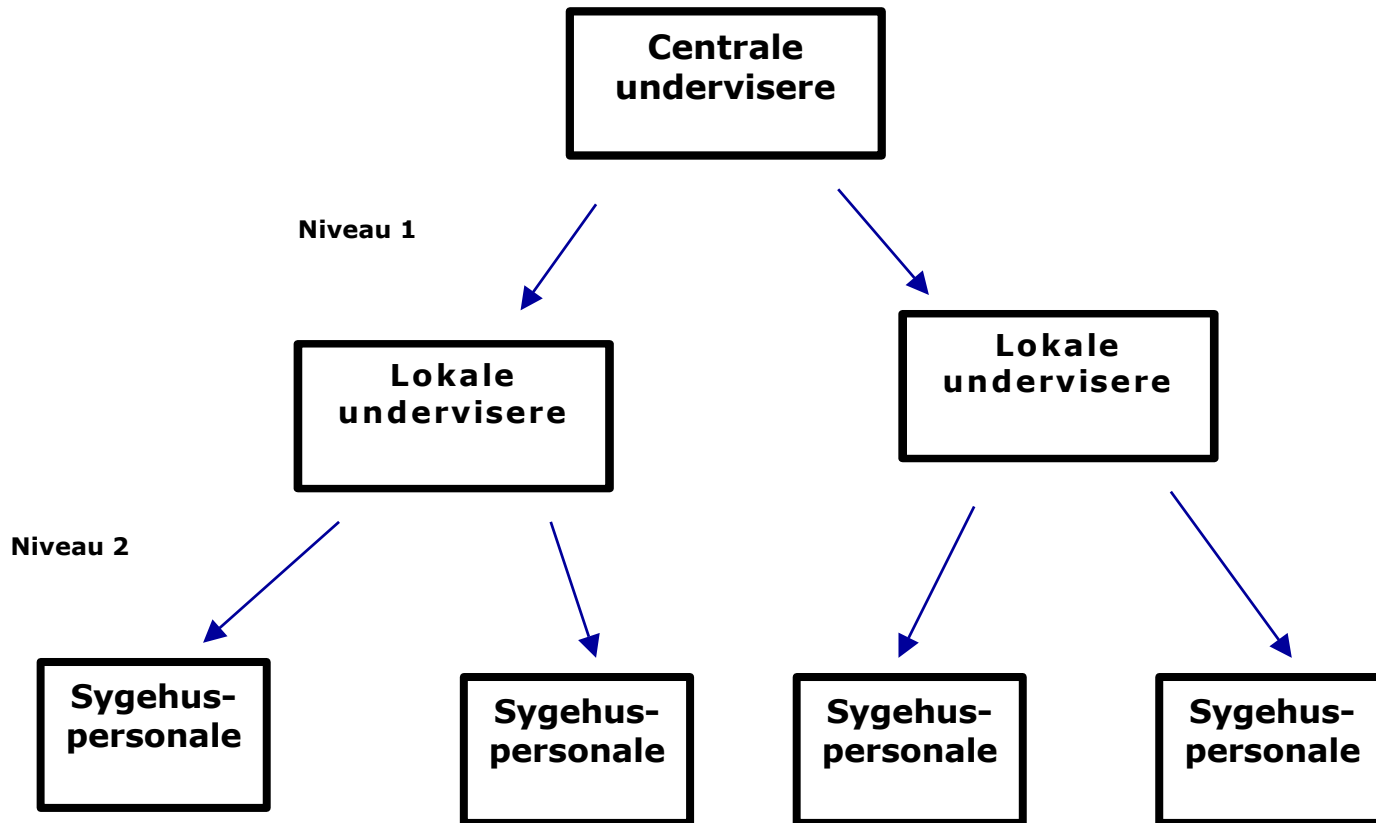 Centrale
undervisere
Niveau 1
Lokale
undervisere
Lokale
undervisere
Niveau 2
Sygehus-
personale
Sygehus-
personale
Sygehus-
personale
Sygehus-
personale